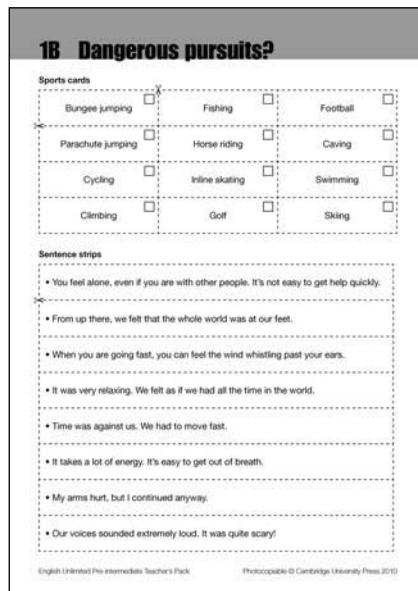 1B Dangerous pursuits?
Sports cards
Bungee jumping Fishing Football
Parachute jumping Horse riding Caving
Cycling Inline skating Swimming
Climbing Golf Skiing
Sentence strips
• You feel alone, even if you are with other people. It's not easy to get help quickly.
• From up there, we felt that the whole world was at our feet.
• When you are going fast, you can feel the wind whistling past your ears.
• It was very relaxing. We felt as if we had all the time in the world.
• Time was against us. We had to move fast.
• It takes a lot of energy. It's easy to get out of breath.
• My arms hurt, but I continued anyway.
• Our voices sounded extremely loud. It was quite scary!
English Unlimited Pre-intermediate Teacher's Pack Photocopiable © Cambridge University Press 2010